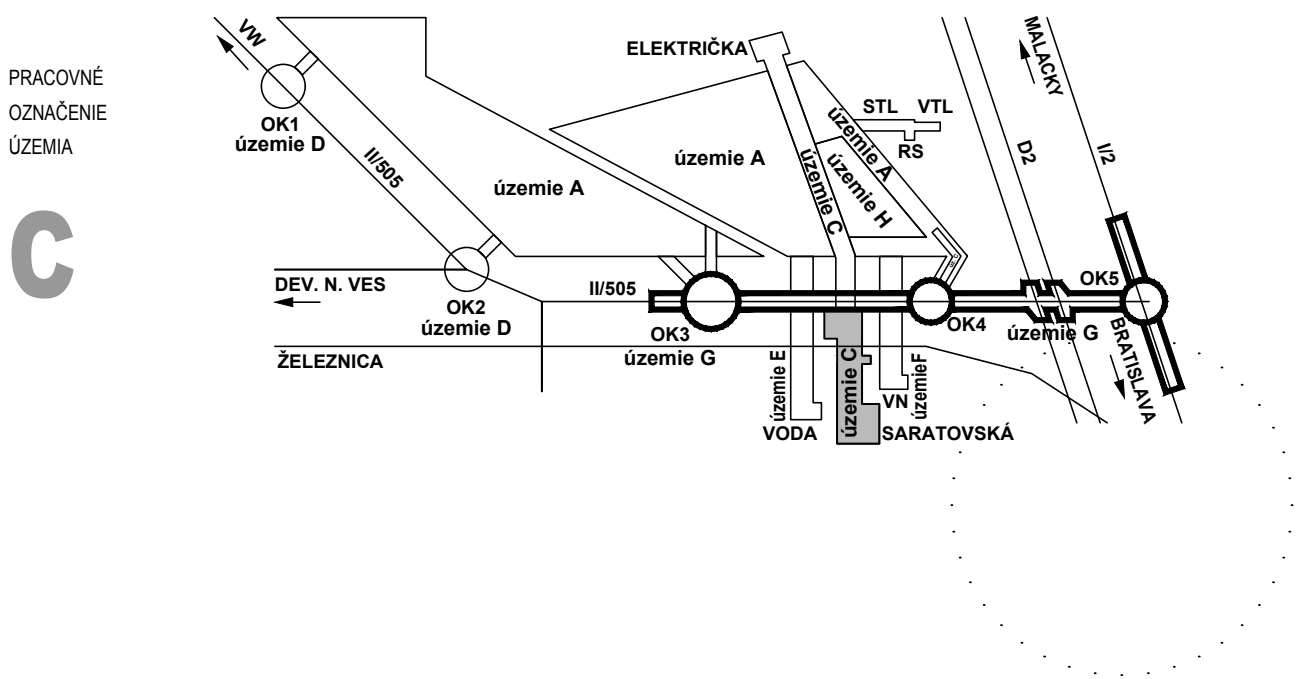 PRACOVNÉ
OZNAČENIE
ÚZEMIA
C
VW
OK1
územie D
II/505
územie A
ELEKTRIČKA
územie A
územie C
územie A
územie H
STL VTL
RS
D2
MALACKY
I/2
DEV. N. VES
OK2
územie D
II/505
OK3
územie G
OK4
OK5
územie G
BRATISLAVA
ŽELEZNICA
územie E
VODA
územie C
VN
územieF
SARATOVSKÁ